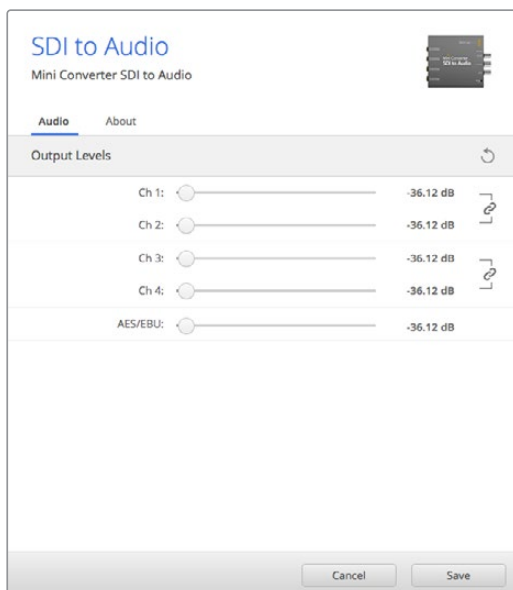 SDI to Audio
Mini Converter SDI to Audio
Audio About
Output Levels
Ch 1: -36.12 dB
Ch 2: -36.12 dB
Ch 3: -36.12 dB
Ch 4: -36.12 dB
AES/EBU: -36.12 dB
Cancel Save